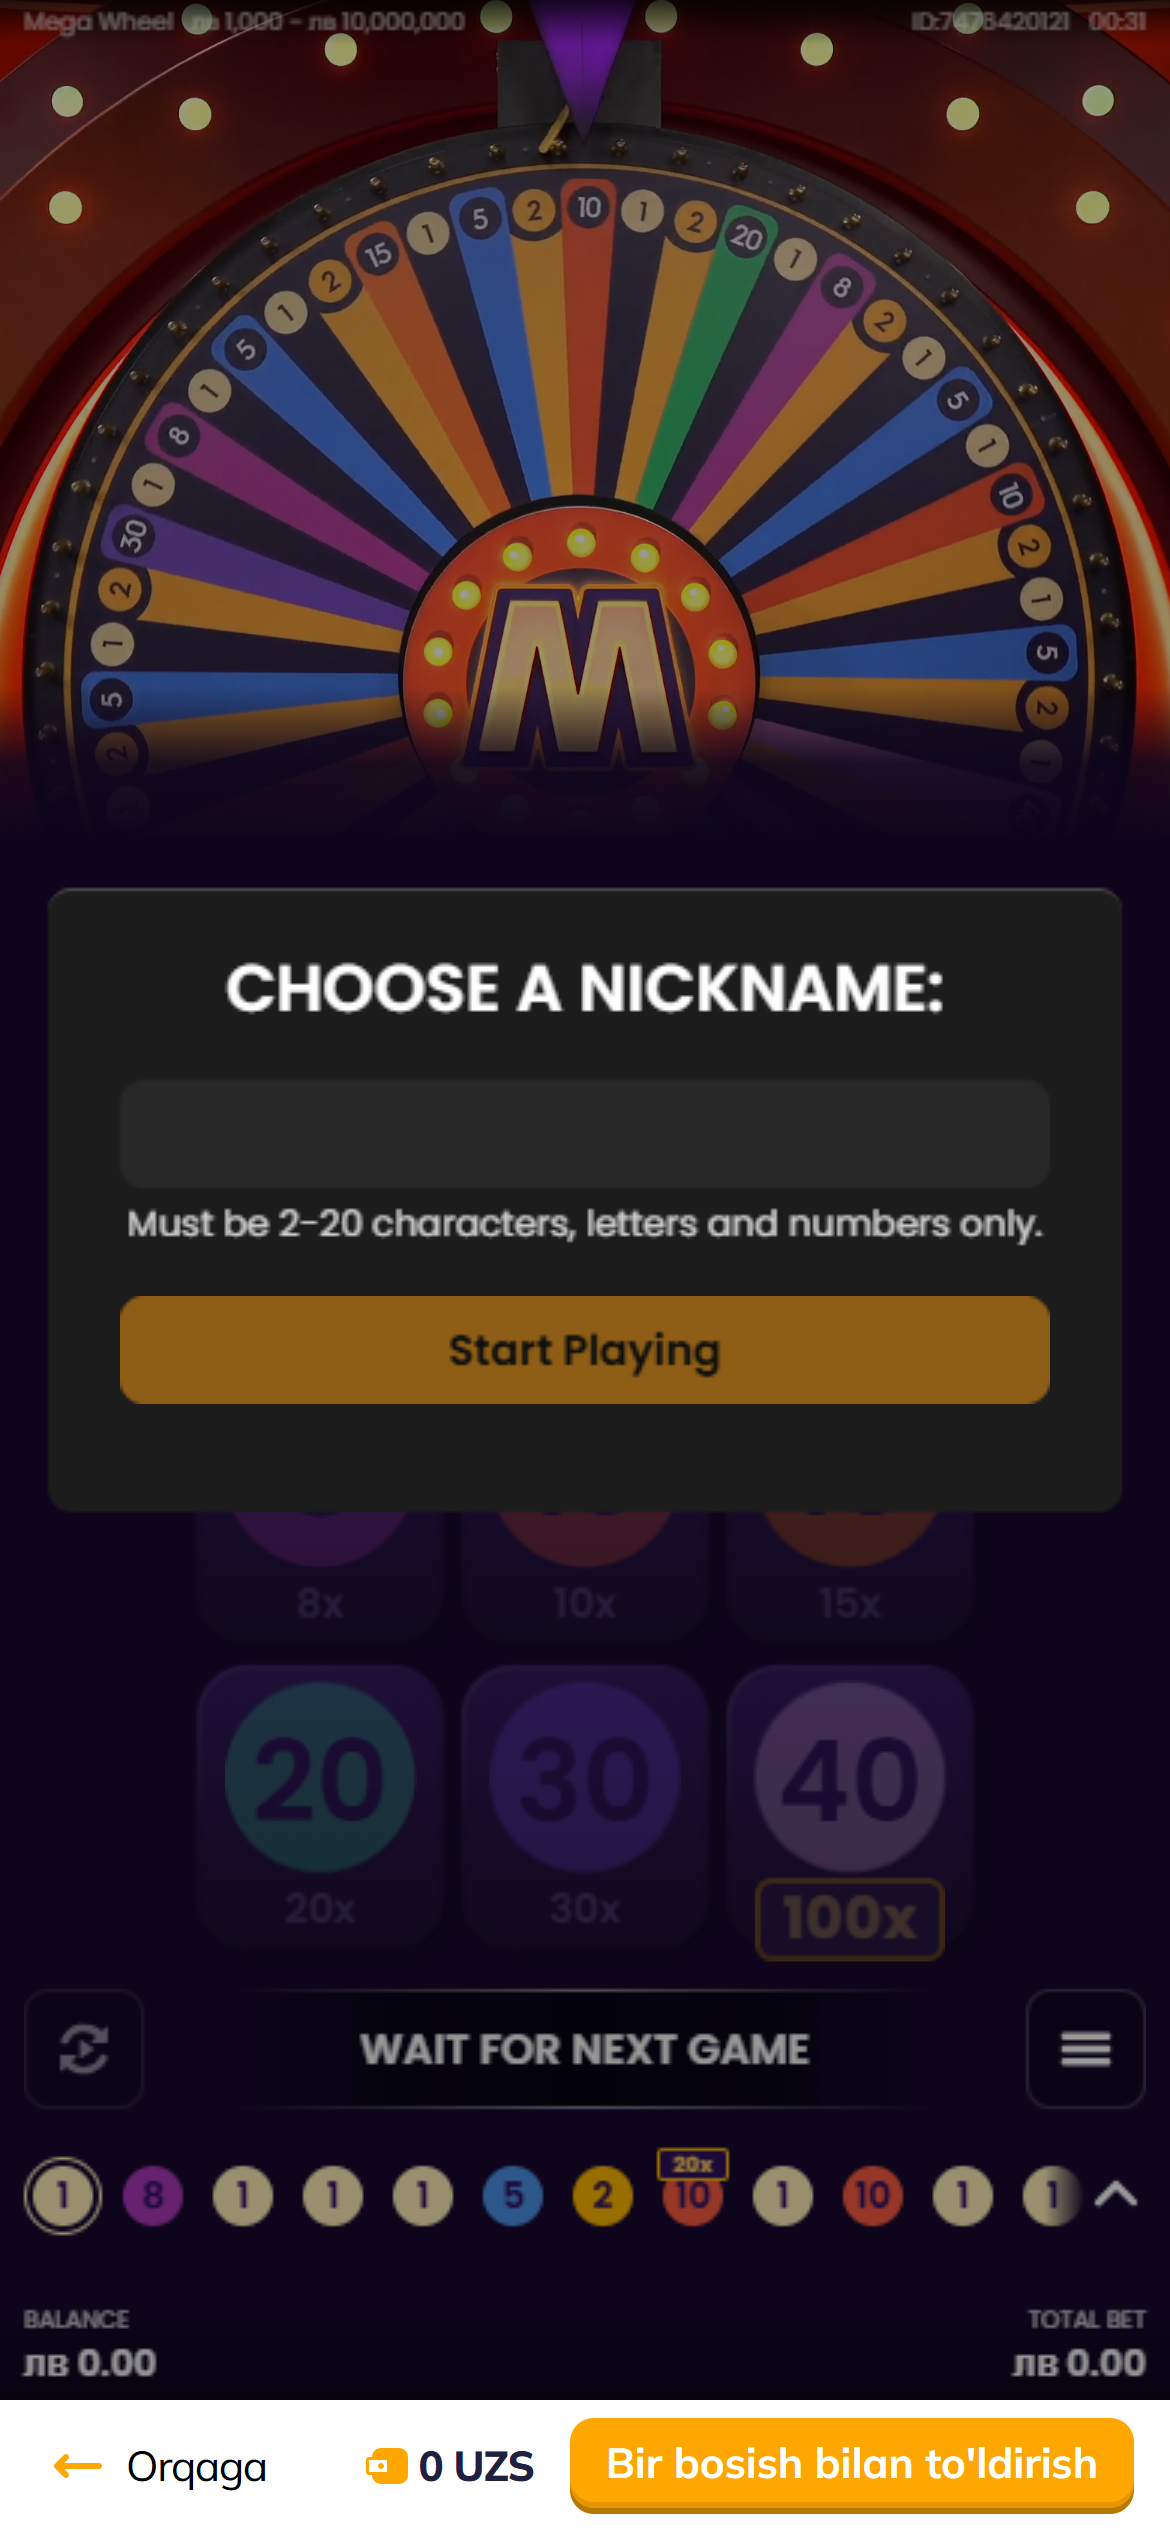 Mega Wheel лв 1,000 - лв 10,000,000
ID:7476420121 00:31
5 2 10 1 2 20
15 1 1 8
2 2
1 1
5 5
1 1
8 10
1 2
30 1
2 5
1 2
5 1
2 40
1
M
CHOOSE A NICKNAME:
Must be 2-20 characters, letters and numbers only.
Start Playing
8x 10x 15x
20 30 40
20x 30x 100x
WAIT FOR NEXT GAME
20x
1 8 1 1 1 5 2 10 1 10 1 1
BALANCE
лв 0.00
TOTAL BET
лв 0.00
Orqaga
0 UZS
Bir bosish bilan to'ldirish